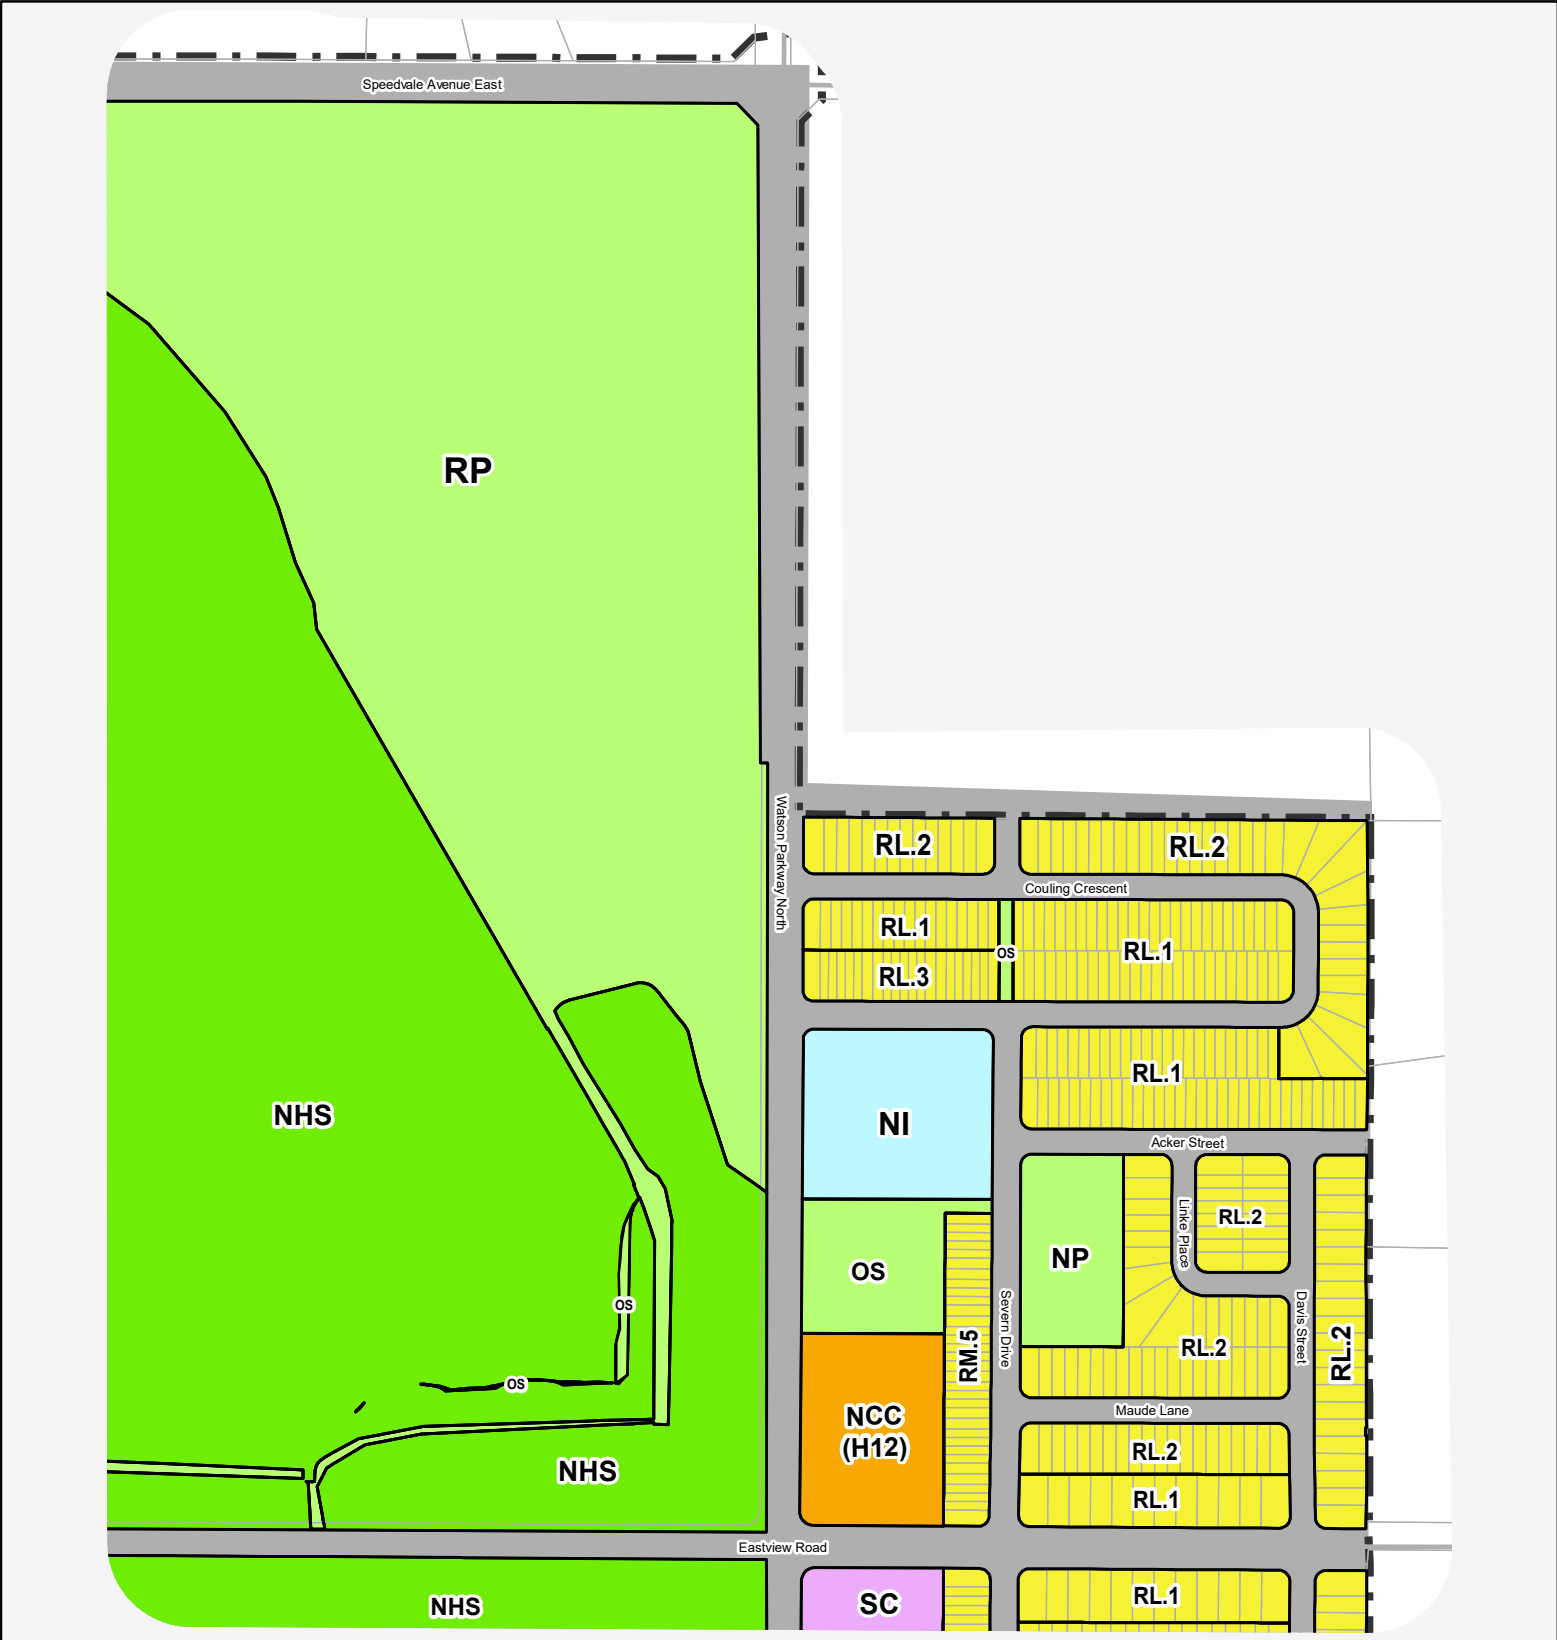 Speedvale Avenue East
RP
Watson Parkway North
RL.2
RL.2
Couling Crescent
RL.1
OS
RL.1
RL.3
RL.1
NHS
NI
Acker Street
Linke Place
RL.2
NP
OS
OS
Severn Drive
Davis Street
RM.5
RL.2
RL.2
OS
Maude Lane
NCC
(H12)
RL.2
NHS
RL.1
Eastview Road
NHS
SC
RL.1